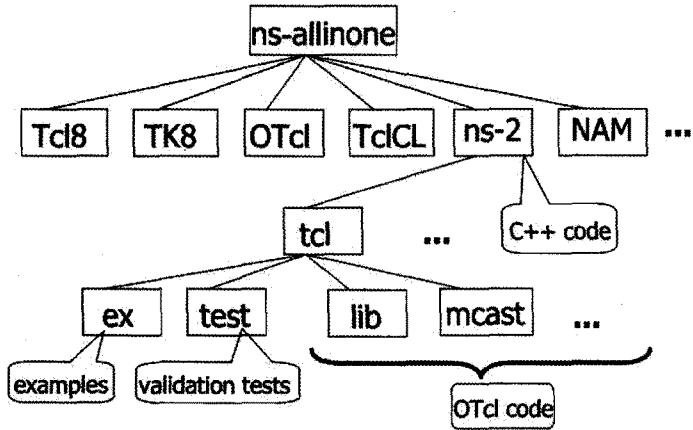 ns-allinone
Tcl8 TK8 OTcl TclCL ns-2 NAM ...
tcl ... C++ code
ex test lib mcast ...
examples validation tests
OTcl code